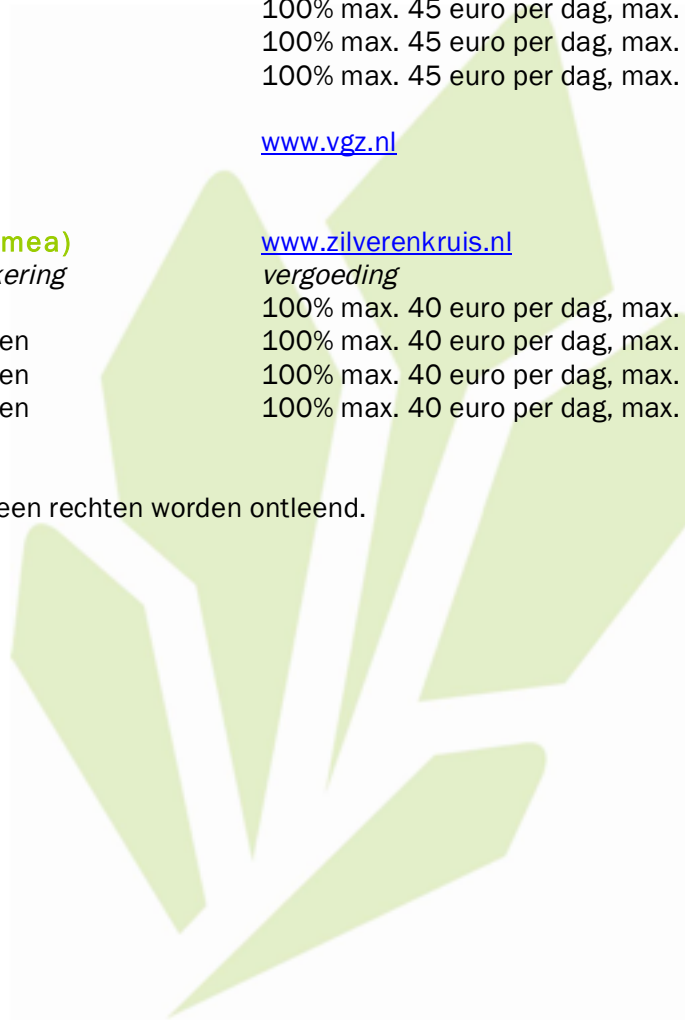 100% max. 45 euro per dag, max.
100% max. 45 euro per dag, max.
100% max. 45 euro per dag, max.
www.vgz.nl
mea) www.zilverenkruis.nl
kering vergoeding
100% max. 40 euro per dag, max.
en 100% max. 40 euro per dag, max.
en 100% max. 40 euro per dag, max.
en 100% max. 40 euro per dag, max.
een rechten worden ontleend.